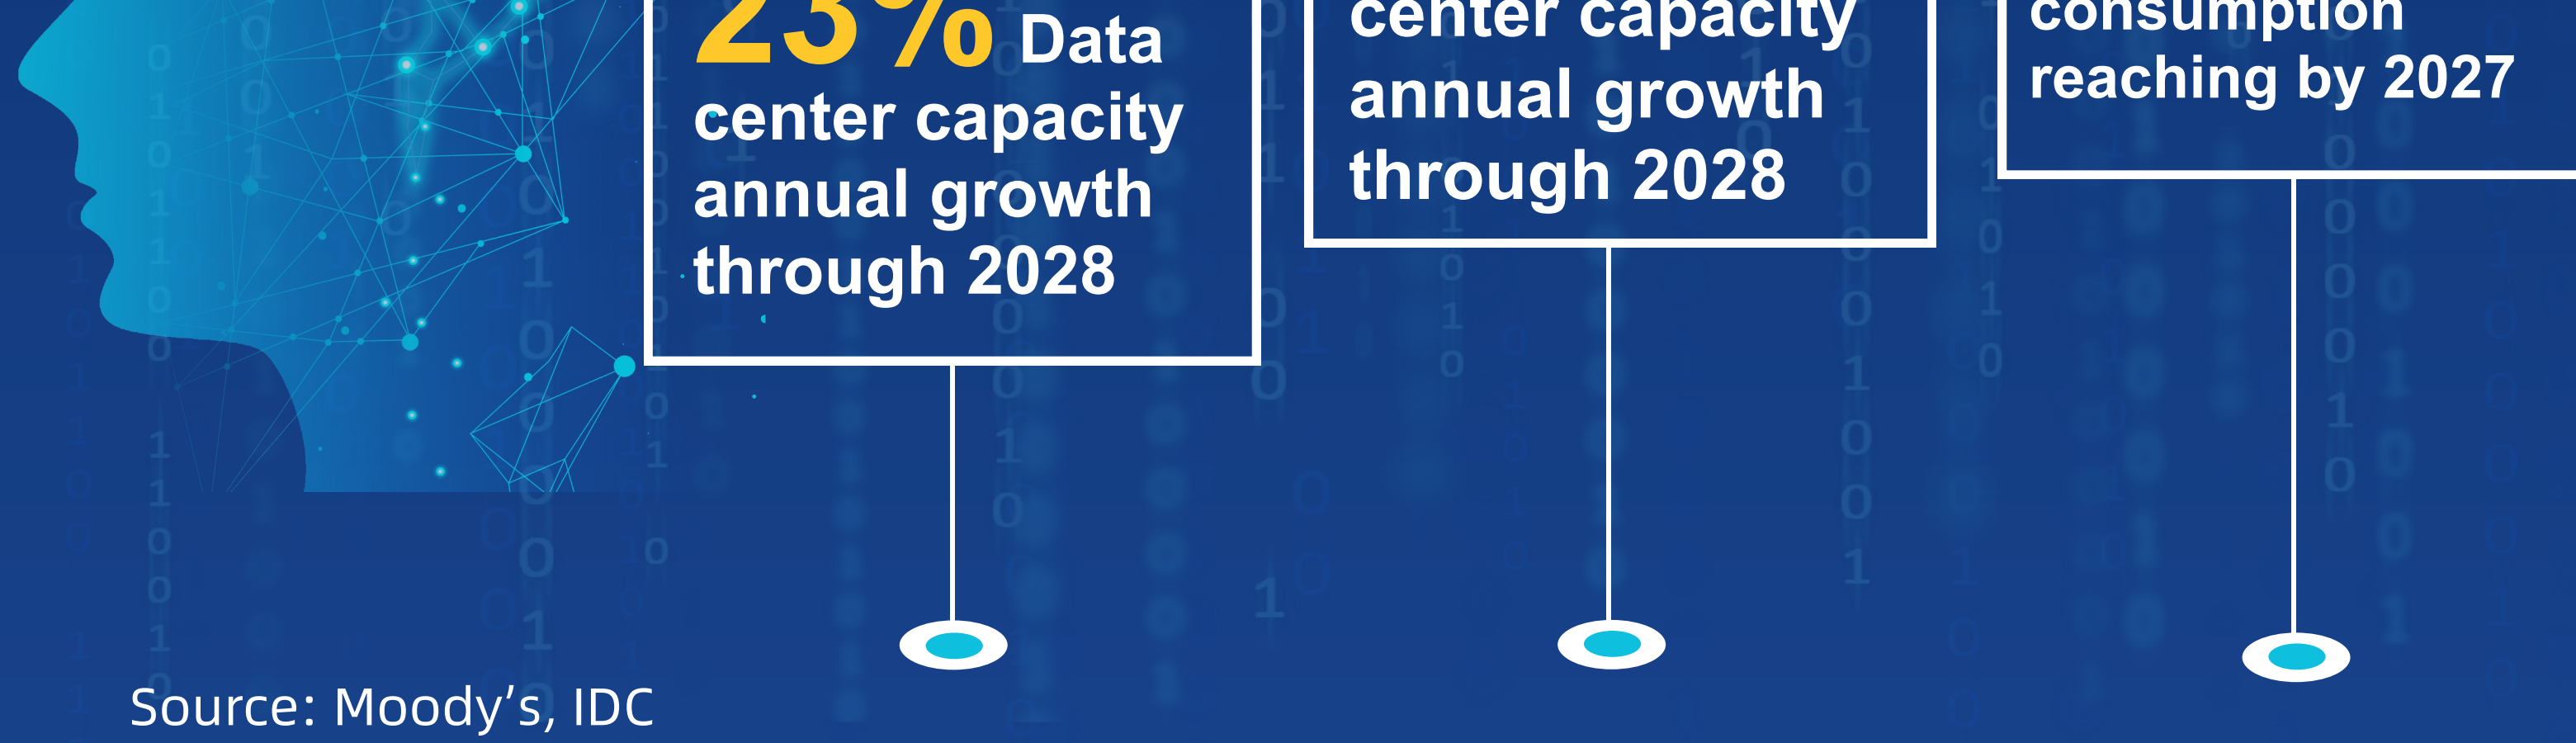 23% Data
center capacity
annual growth
through 2028
center capacity
annual growth
through 2028
consumption
reaching by 2027
Source: Moody’s, IDC